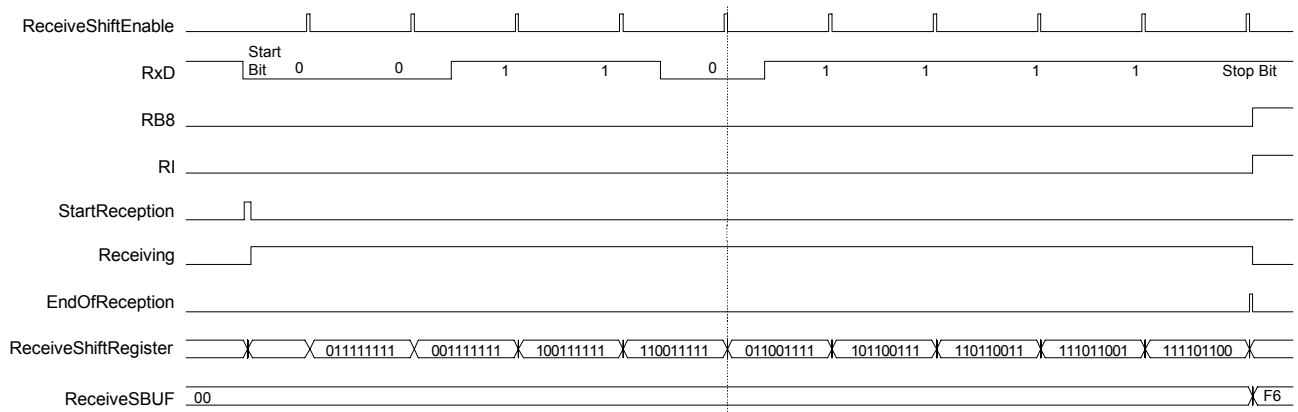 ReceiveShiftEnable
Start
RxD Bit 0 0 1 1 0 1 1 1 1 Stop Bit
RB8
RI
StartReception
Receiving
EndOfReception
ReceiveShiftRegister 011111111 001111111 100111111 110011111 011001111 101100111 110110011 111011001 111101100
ReceiveSBUF 00 F6